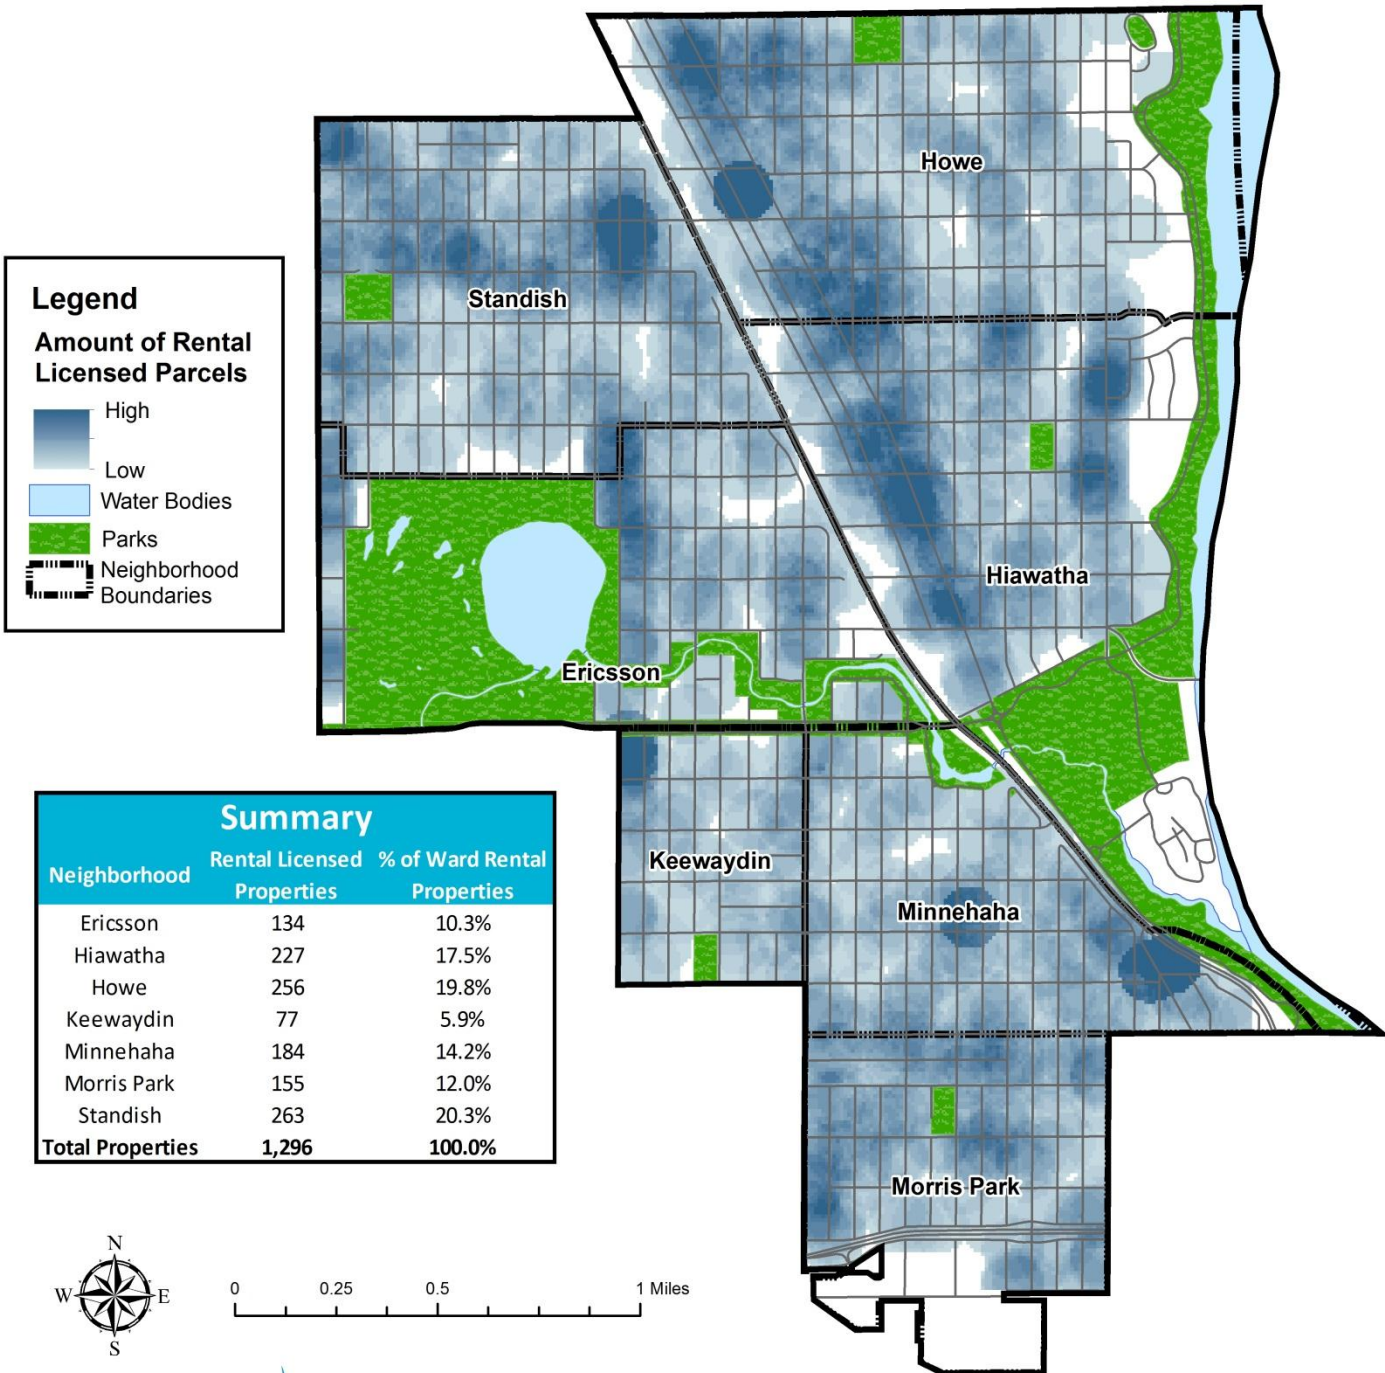 Howe
Standish
Hiawatha
Ericsson
Keewaydin
Minnehaha
Morris Park
Legend
Amount of Rental
Licensed Parcels
High
Low
Water Bodies
Parks
Neighborhood
Boundaries
Summary
Neighborhood Rental Licensed Properties % of Ward Rental Properties
Ericsson 134 10.3%
Hiawatha 227 17.5%
Howe 256 19.8%
Keewaydin 77 5.9%
Minnehaha 184 14.2%
Morris Park 155 12.0%
Standish 263 20.3%
Total Properties 1,296 100.0%
N
W E
S
0 0.25 0.5 1 Miles